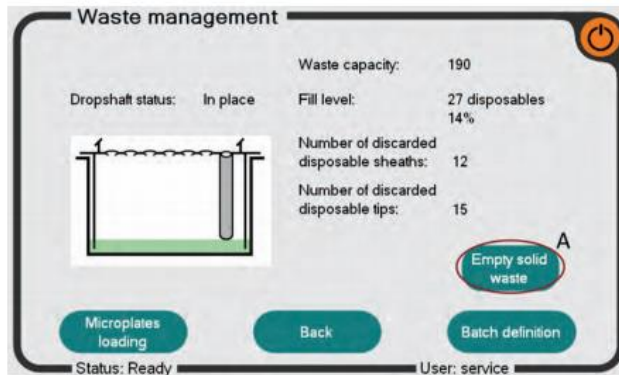 Waste management
Waste capacity: 190
Dropshaft status: In place
Fill level: 27 disposables
14%
Number of discarded
disposable sheaths: 12
Number of discarded
disposable tips: 15
A
Empty solid
waste
Microplates
loading
Back
Batch definition
Status: Ready
User: service